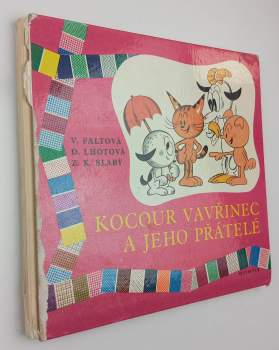 V. FALTOVÁ
D. LHOTOVÁ
Z. K. SLABÝ
KOCOUR VAVŘINEC
A JEHO PŘÁTELÉ